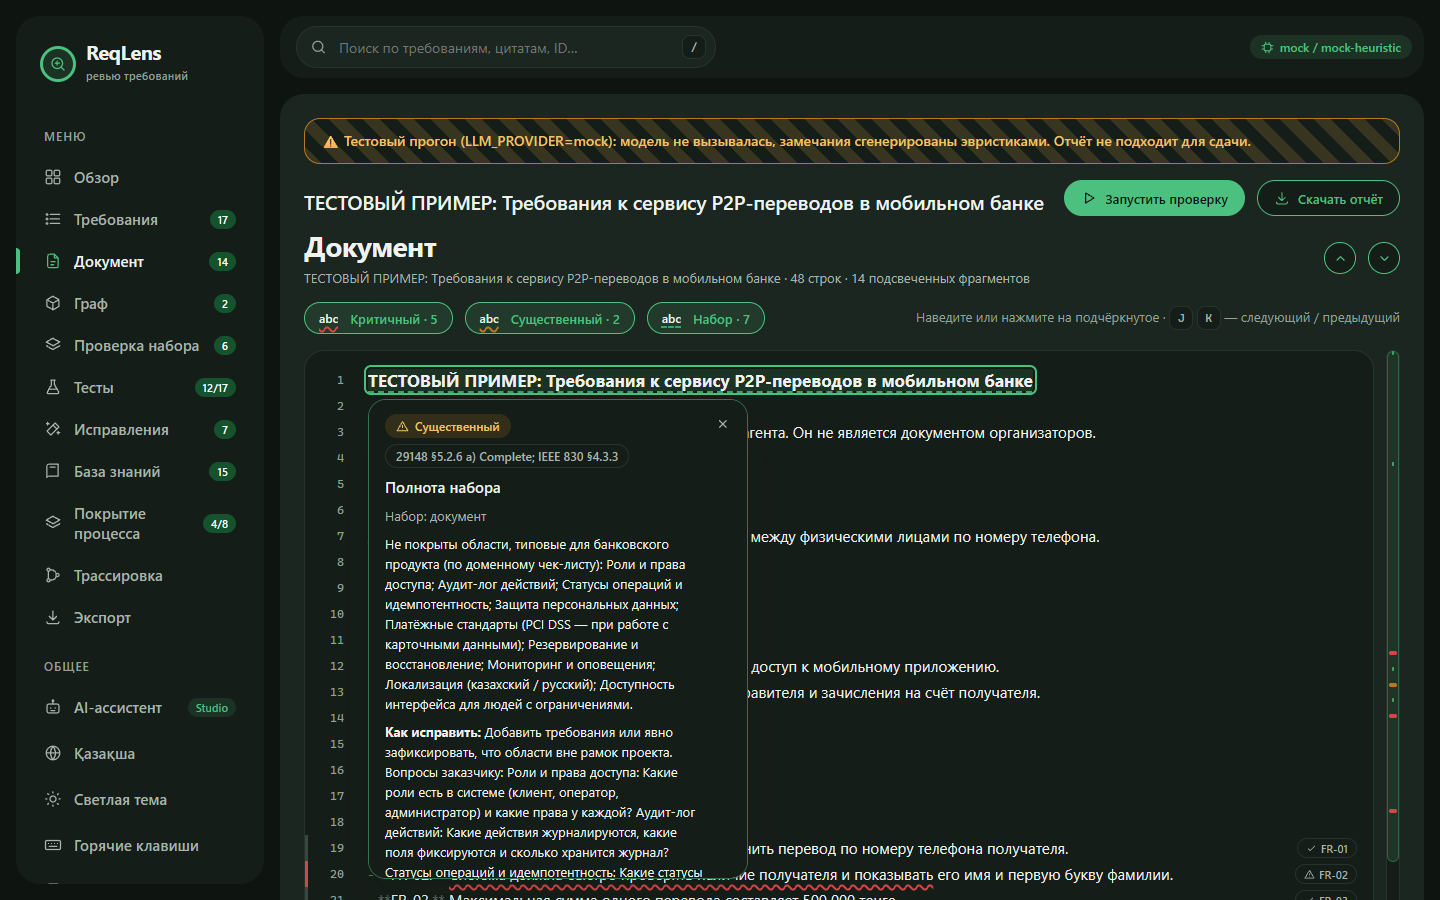 ReqLens
ревью требований
Поиск по требованиям, цитатам, ID...
/
mock / mock-heuristic
МЕНЮ
Обзор
Требования 17
Документ 14
Граф 2
Проверка набора 6
Тесты 12/17
Исправления 7
База знаний 15
Покрытие процесса 4/8
Трассировка
Экспорт
ОБЩЕЕ
AI-ассистент Studio
Қазақша
Светлая тема
Горячие клавиши
Тестовый прогон (LLM_PROVIDER=mock): модель не вызывалась, замечания сгенерированы эвристиками. Отчёт не подходит для сдачи.
ТЕСТОВЫЙ ПРИМЕР: Требования к сервису P2P-переводов в мобильном банке
Запустить проверку
Скачать отчёт
Документ
ТЕСТОВЫЙ ПРИМЕР: Требования к сервису P2P-переводов в мобильном банке · 48 строк · 14 подсвеченных фрагментов
abc Критичный · 5
abc Существенный · 2
abc Набор · 7
Наведите или нажмите на подчёркнутое · J K — следующий / предыдущий
1 ТЕСТОВЫЙ ПРИМЕР: Требования к сервису P2P-переводов в мобильном банке
2
3 гента. Он не является документом организаторов.
4
5
6
7 между физическими лицами по номеру телефона.
8
9
10
11
12 доступ к мобильному приложению.
13 равителя и зачисления на счёт получателя.
14
15
16
17
18
19 нить перевод по номеру телефона получателя. FR-01
20 ие получателя и показывать его имя и первую букву фамилии. FR-02
Существенный
29148 §5.2.6 a) Complete; IEEE 830 §4.3.3
Полнота набора
Набор: документ
Не покрыты области, типовые для банковского
продукта (по доменному чек-листу): Роли и права
доступа; Аудит-лог действий; Статусы операций и
идемпотентность; Защита персональных данных;
Платёжные стандарты (PCI DSS — при работе с
карточными данными); Резервирование и
восстановление; Мониторинг и оповещения;
Локализация (казахский / русский); Доступность
интерфейса для людей с ограничениями.
Как исправить: Добавить требования или явно
зафиксировать, что области вне рамок проекта.
Вопросы заказчику: Роли и права доступа: Какие
роли есть в системе (клиент, оператор,
администратор) и какие права у каждой? Аудит-лог
действий: Какие действия журналируются, какие
поля фиксируются и сколько хранится журнал?
Статусы операций и идемпотентность: Какие статусы